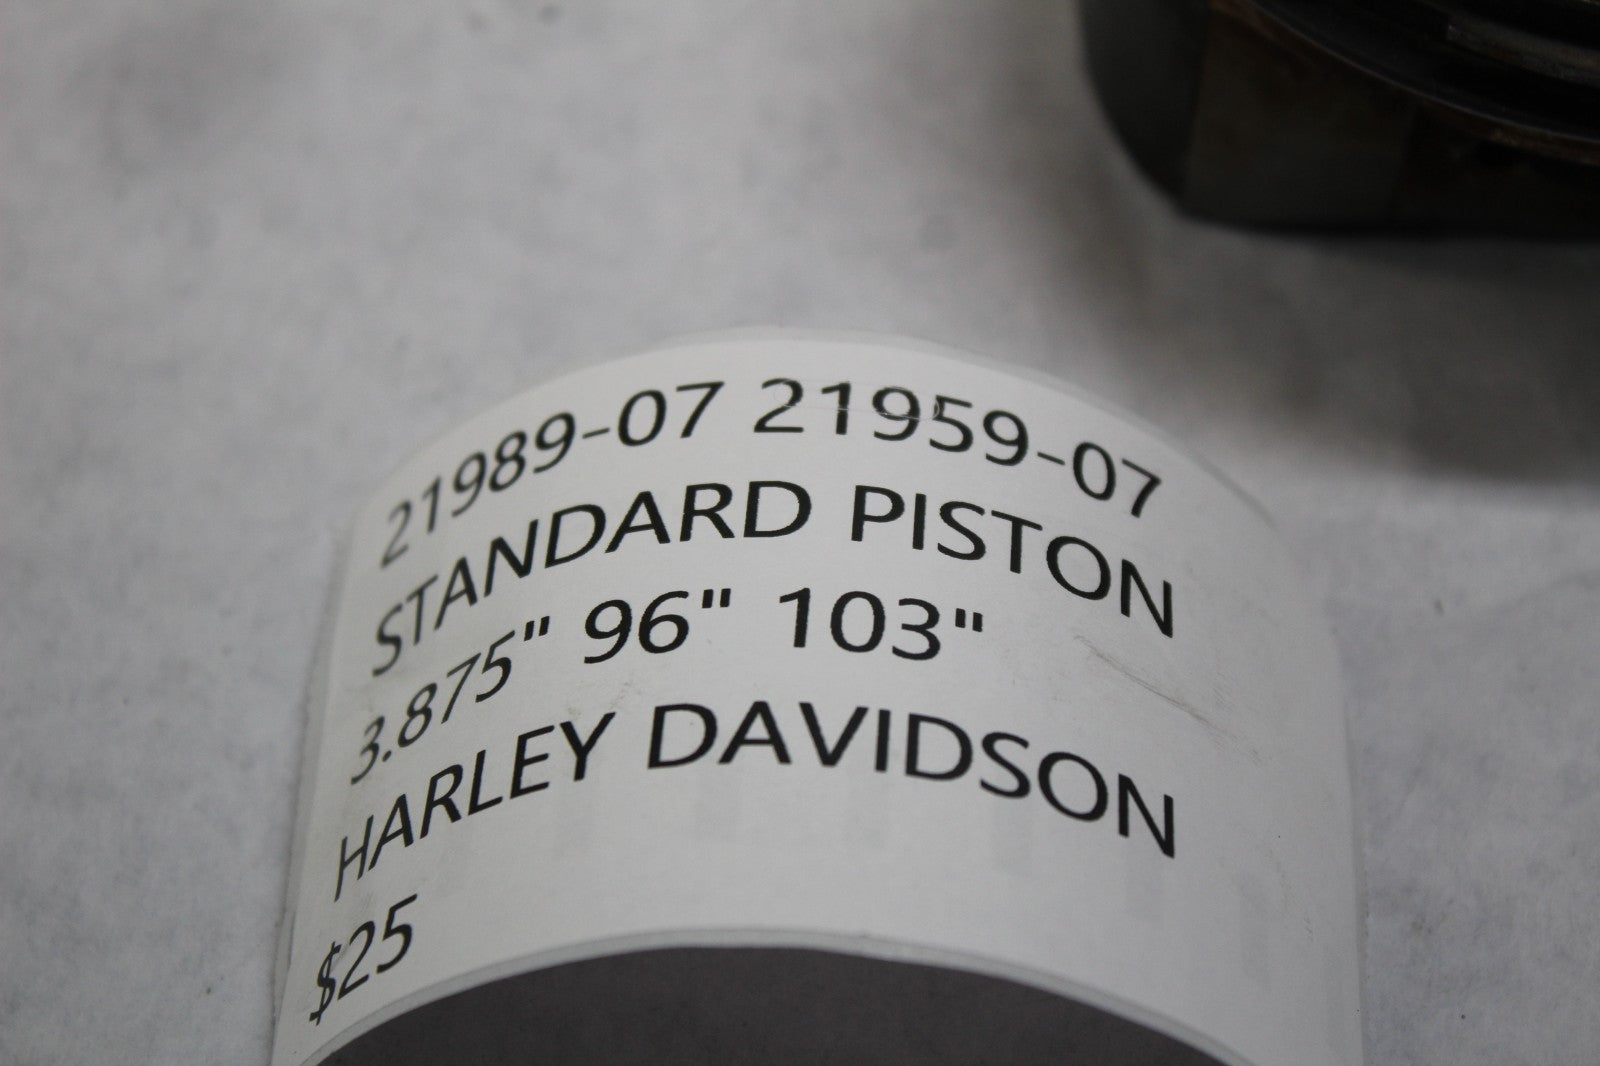 21989-07 21959-07
STANDARD PISTON
3.875" 96" 103"
HARLEY DAVIDSON
$25